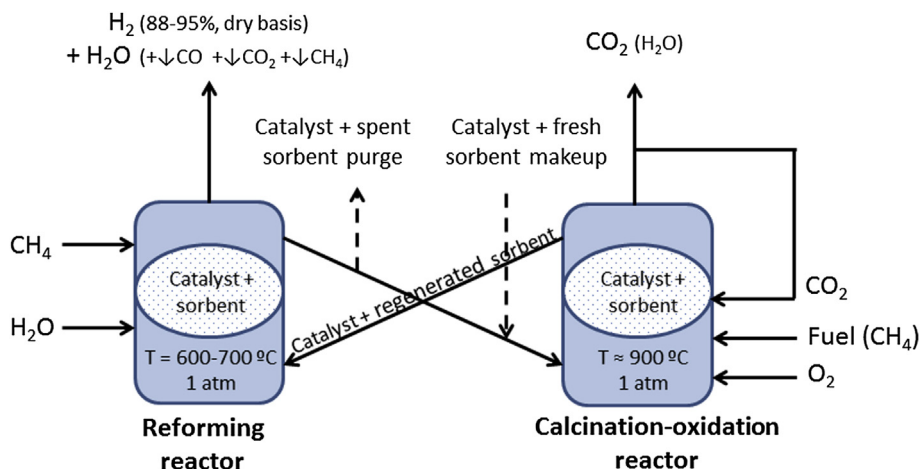 H₂ (88-95%, dry basis)
+ H₂O (+↓CO +↓CO₂ +↓CH₄)
CO₂ (H₂O)
Catalyst + spent
sorbent purge
Catalyst + fresh
sorbent makeup
CH₄
H₂O
Catalyst +
sorbent
T = 600-700 ºC
1 atm
Catalyst + regenerated sorbent
Catalyst +
sorbent
T ≈ 900 ºC
1 atm
CO₂
Fuel (CH₄)
O₂
Reforming
reactor
Calcination-oxidation
reactor